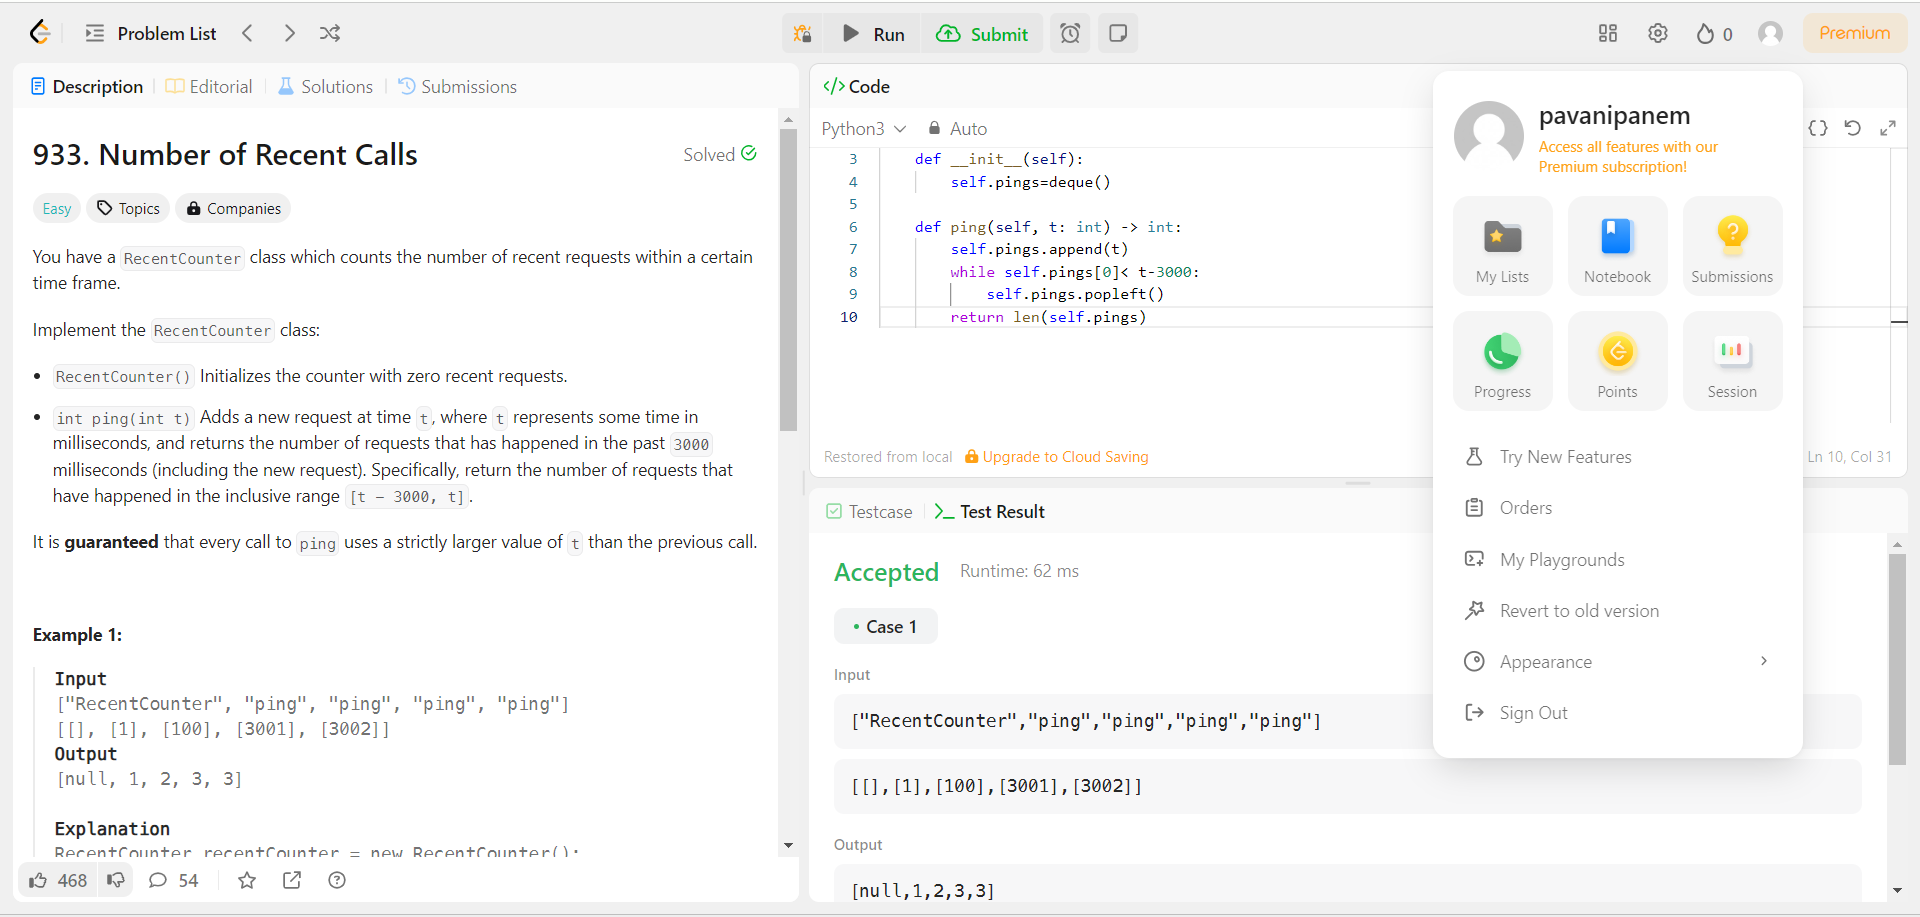 Problem List
Run
Submit
0
Premium
Description
Editorial
Solutions
Submissions
933. Number of Recent Calls
Solved
Easy
Topics
Companies
You have a RecentCounter class which counts the number of recent requests within a certain
time frame.
Implement the RecentCounter class:
• RecentCounter() Initializes the counter with zero recent requests.
• int ping(int t) Adds a new request at time t, where t represents some time in
milliseconds, and returns the number of requests that has happened in the past 3000
milliseconds (including the new request). Specifically, return the number of requests that
have happened in the inclusive range [t - 3000, t].
It is guaranteed that every call to ping uses a strictly larger value of t than the previous call.
Example 1:
Input
["RecentCounter", "ping", "ping", "ping", "ping"]
[[], [1], [100], [3001], [3002]]
Output
[null, 1, 2, 3, 3]
Explanation
RecentCounter recentCounter = new RecentCounter();
468
54
</> Code
Python3
Auto
3 def __init__(self):
4 self.pings=deque()
5
6 def ping(self, t: int) -> int:
7 self.pings.append(t)
8 while self.pings[0]< t-3000:
9 self.pings.popleft()
10 return len(self.pings)
Restored from local
Upgrade to Cloud Saving
Ln 10, Col 31
Testcase
Test Result
Accepted
Runtime: 62 ms
• Case 1
Input
["RecentCounter","ping","ping","ping","ping"]
[[],[1],[100],[3001],[3002]]
Output
[null,1,2,3,3]
pavanipanem
Access all features with our
Premium subscription!
My Lists
Notebook
Submissions
Progress
Points
Session
Try New Features
Orders
My Playgrounds
Revert to old version
Appearance
Sign Out